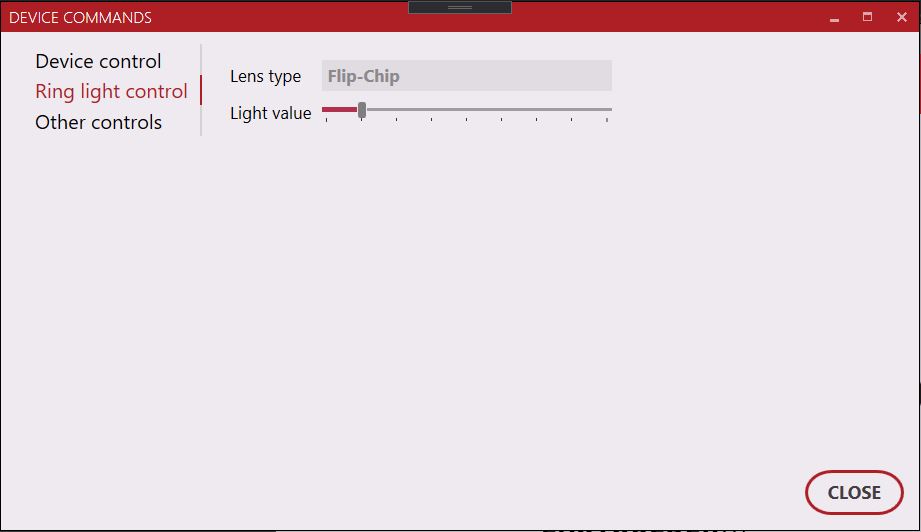 DEVICE COMMANDS
Device control
Ring light control
Other controls
Lens type
Flip-Chip
Light value
CLOSE